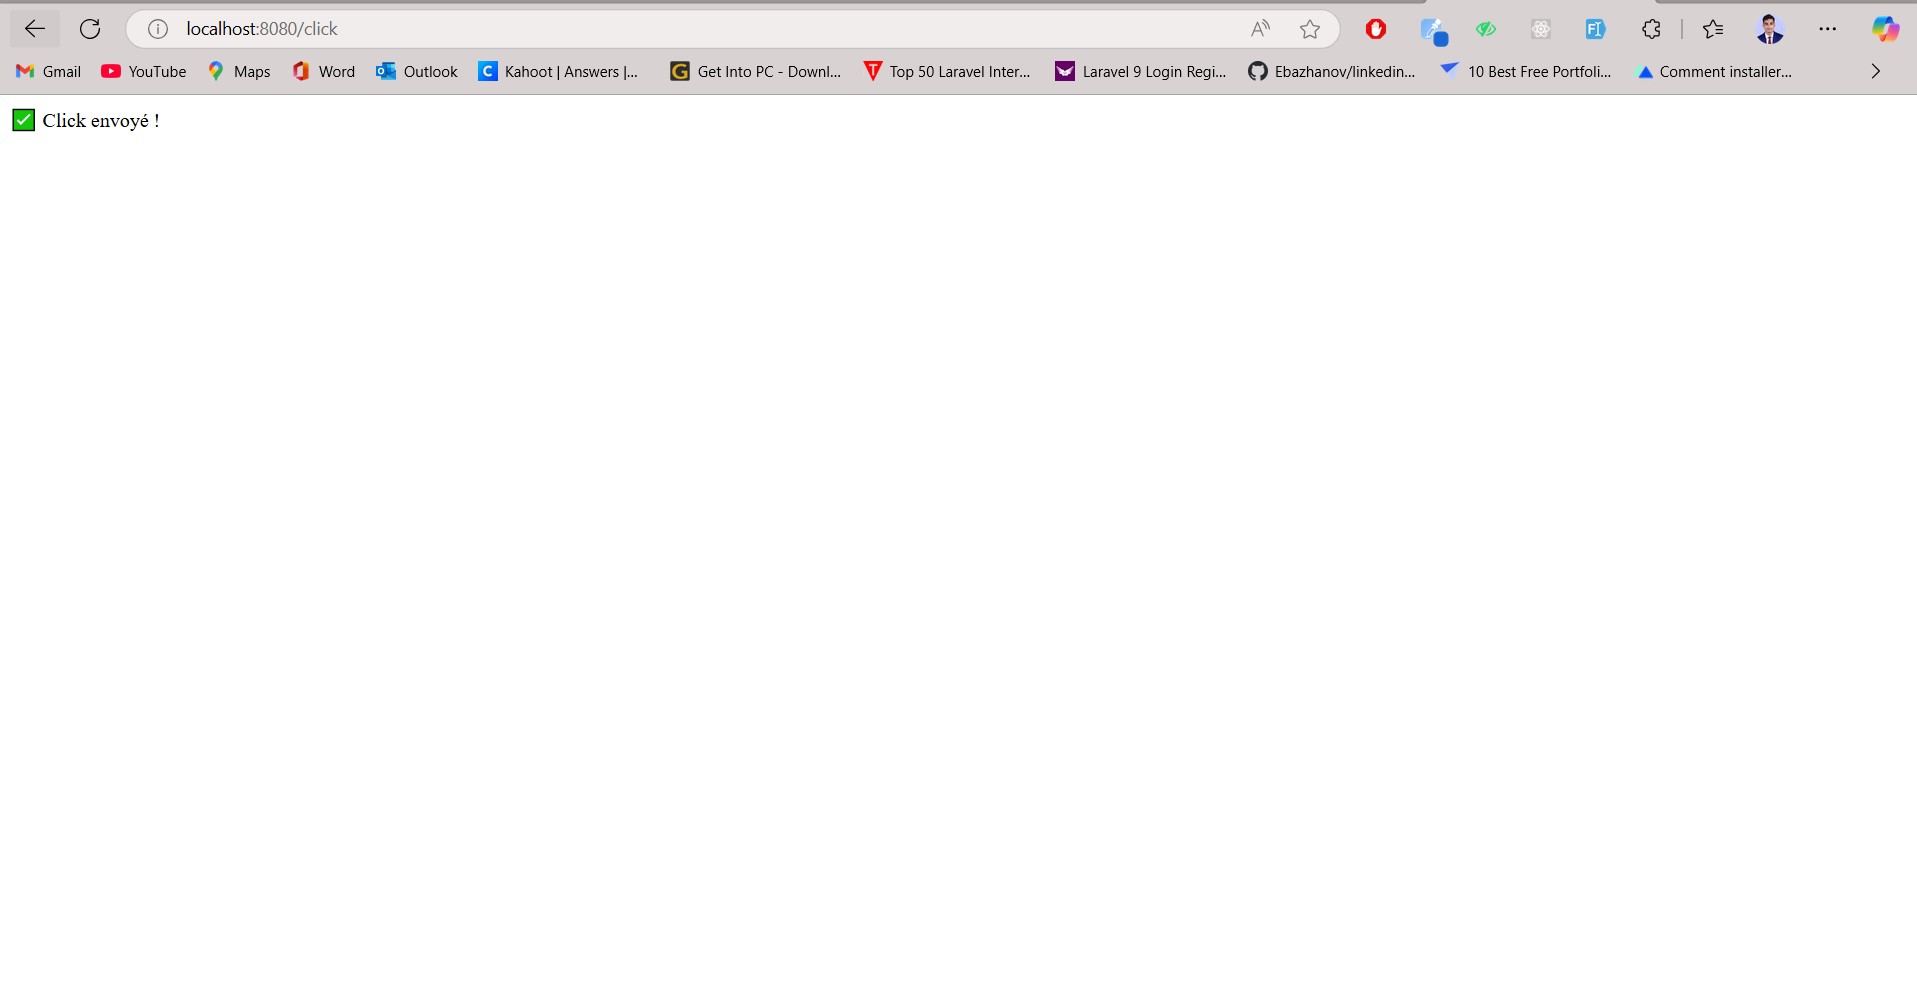 localhost:8080/click
Gmail YouTube Maps Word Outlook Kahoot | Answers |... Get Into PC - Downl... Top 50 Laravel Inter... Laravel 9 Login Regi... Ebazhanov/linkedin... 10 Best Free Portfoli... Comment installer...
✅ Click envoyé !